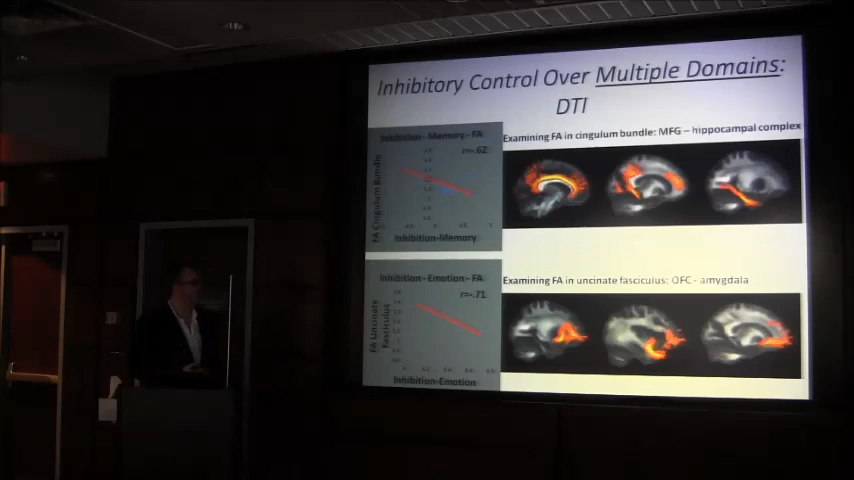 Inhibitory Control Over Multiple Domains:
DTI
Inhibition-Memory-FA
r=-.62
FA Cingulum Bundle
Inhibition-Memory
Examining FA in cingulum bundle: MFG – hippocampal complex
Inhibition-Emotion-FA
r=-.71
FA Uncinate
Fasciculus
Inhibition-Emotion
Examining FA in uncinate fasciculus: OFC - amygdala